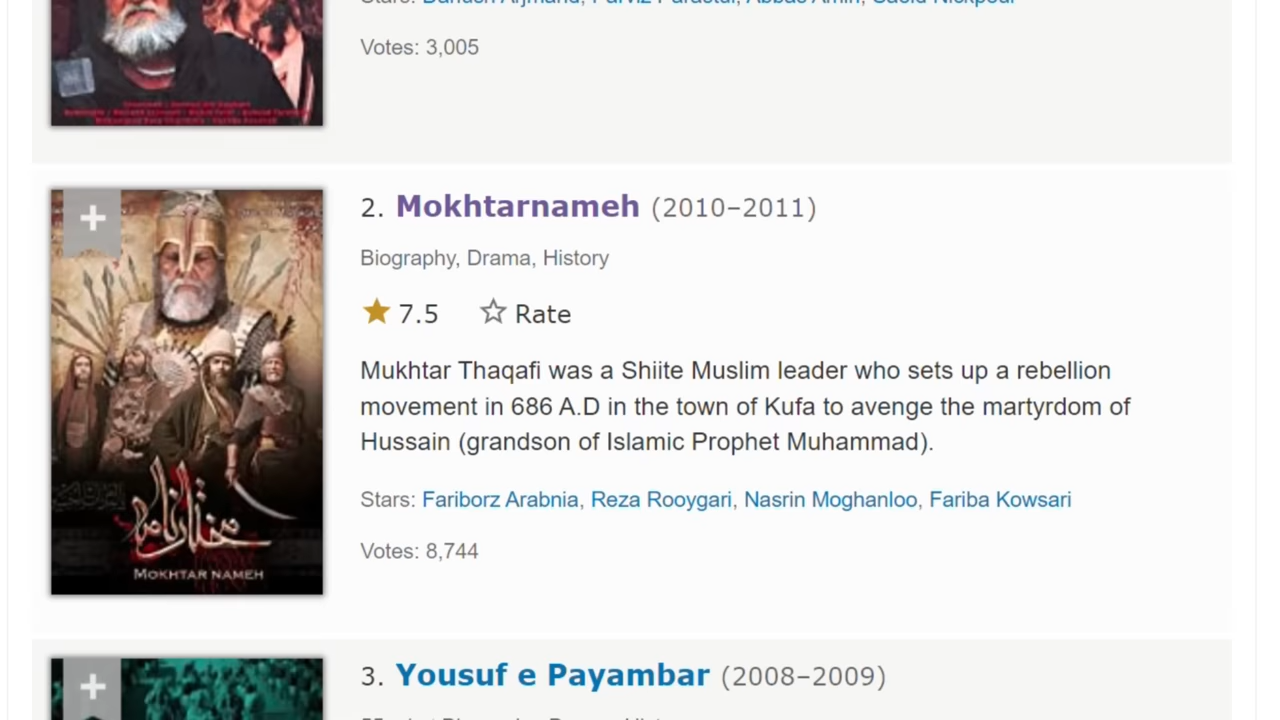 Votes: 3,005
2. Mokhtarnameh (2010–2011)
Biography, Drama, History
7.5 Rate
Mukhtar Thaqafi was a Shiite Muslim leader who sets up a rebellion
movement in 686 A.D in the town of Kufa to avenge the martyrdom of
Hussain (grandson of Islamic Prophet Muhammad).
Stars: Fariborz Arabnia, Reza Rooygari, Nasrin Moghanloo, Fariba Kowsari
Votes: 8,744
مختارنامه
MOKHTAR NAMEH
3. Yousuf e Payambar (2008–2009)